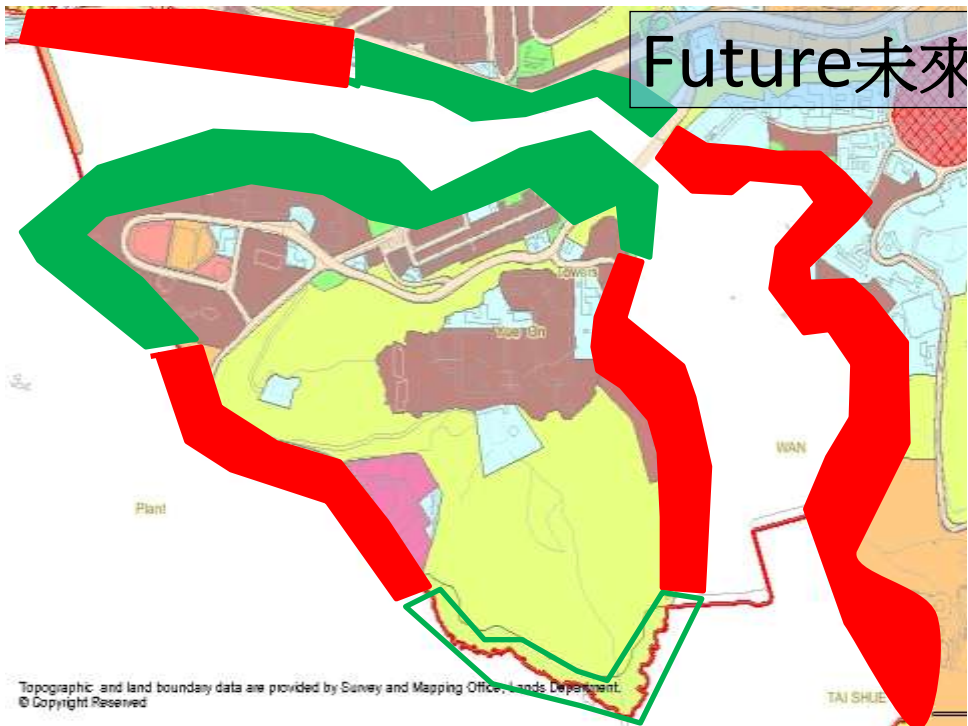 Future未來
Towers
Yue On
WAN
Plant
Topographic and land boundary data are provided by Survey and Mapping Office, Lands Department.
© Copyright Reserved
TAI SHUE